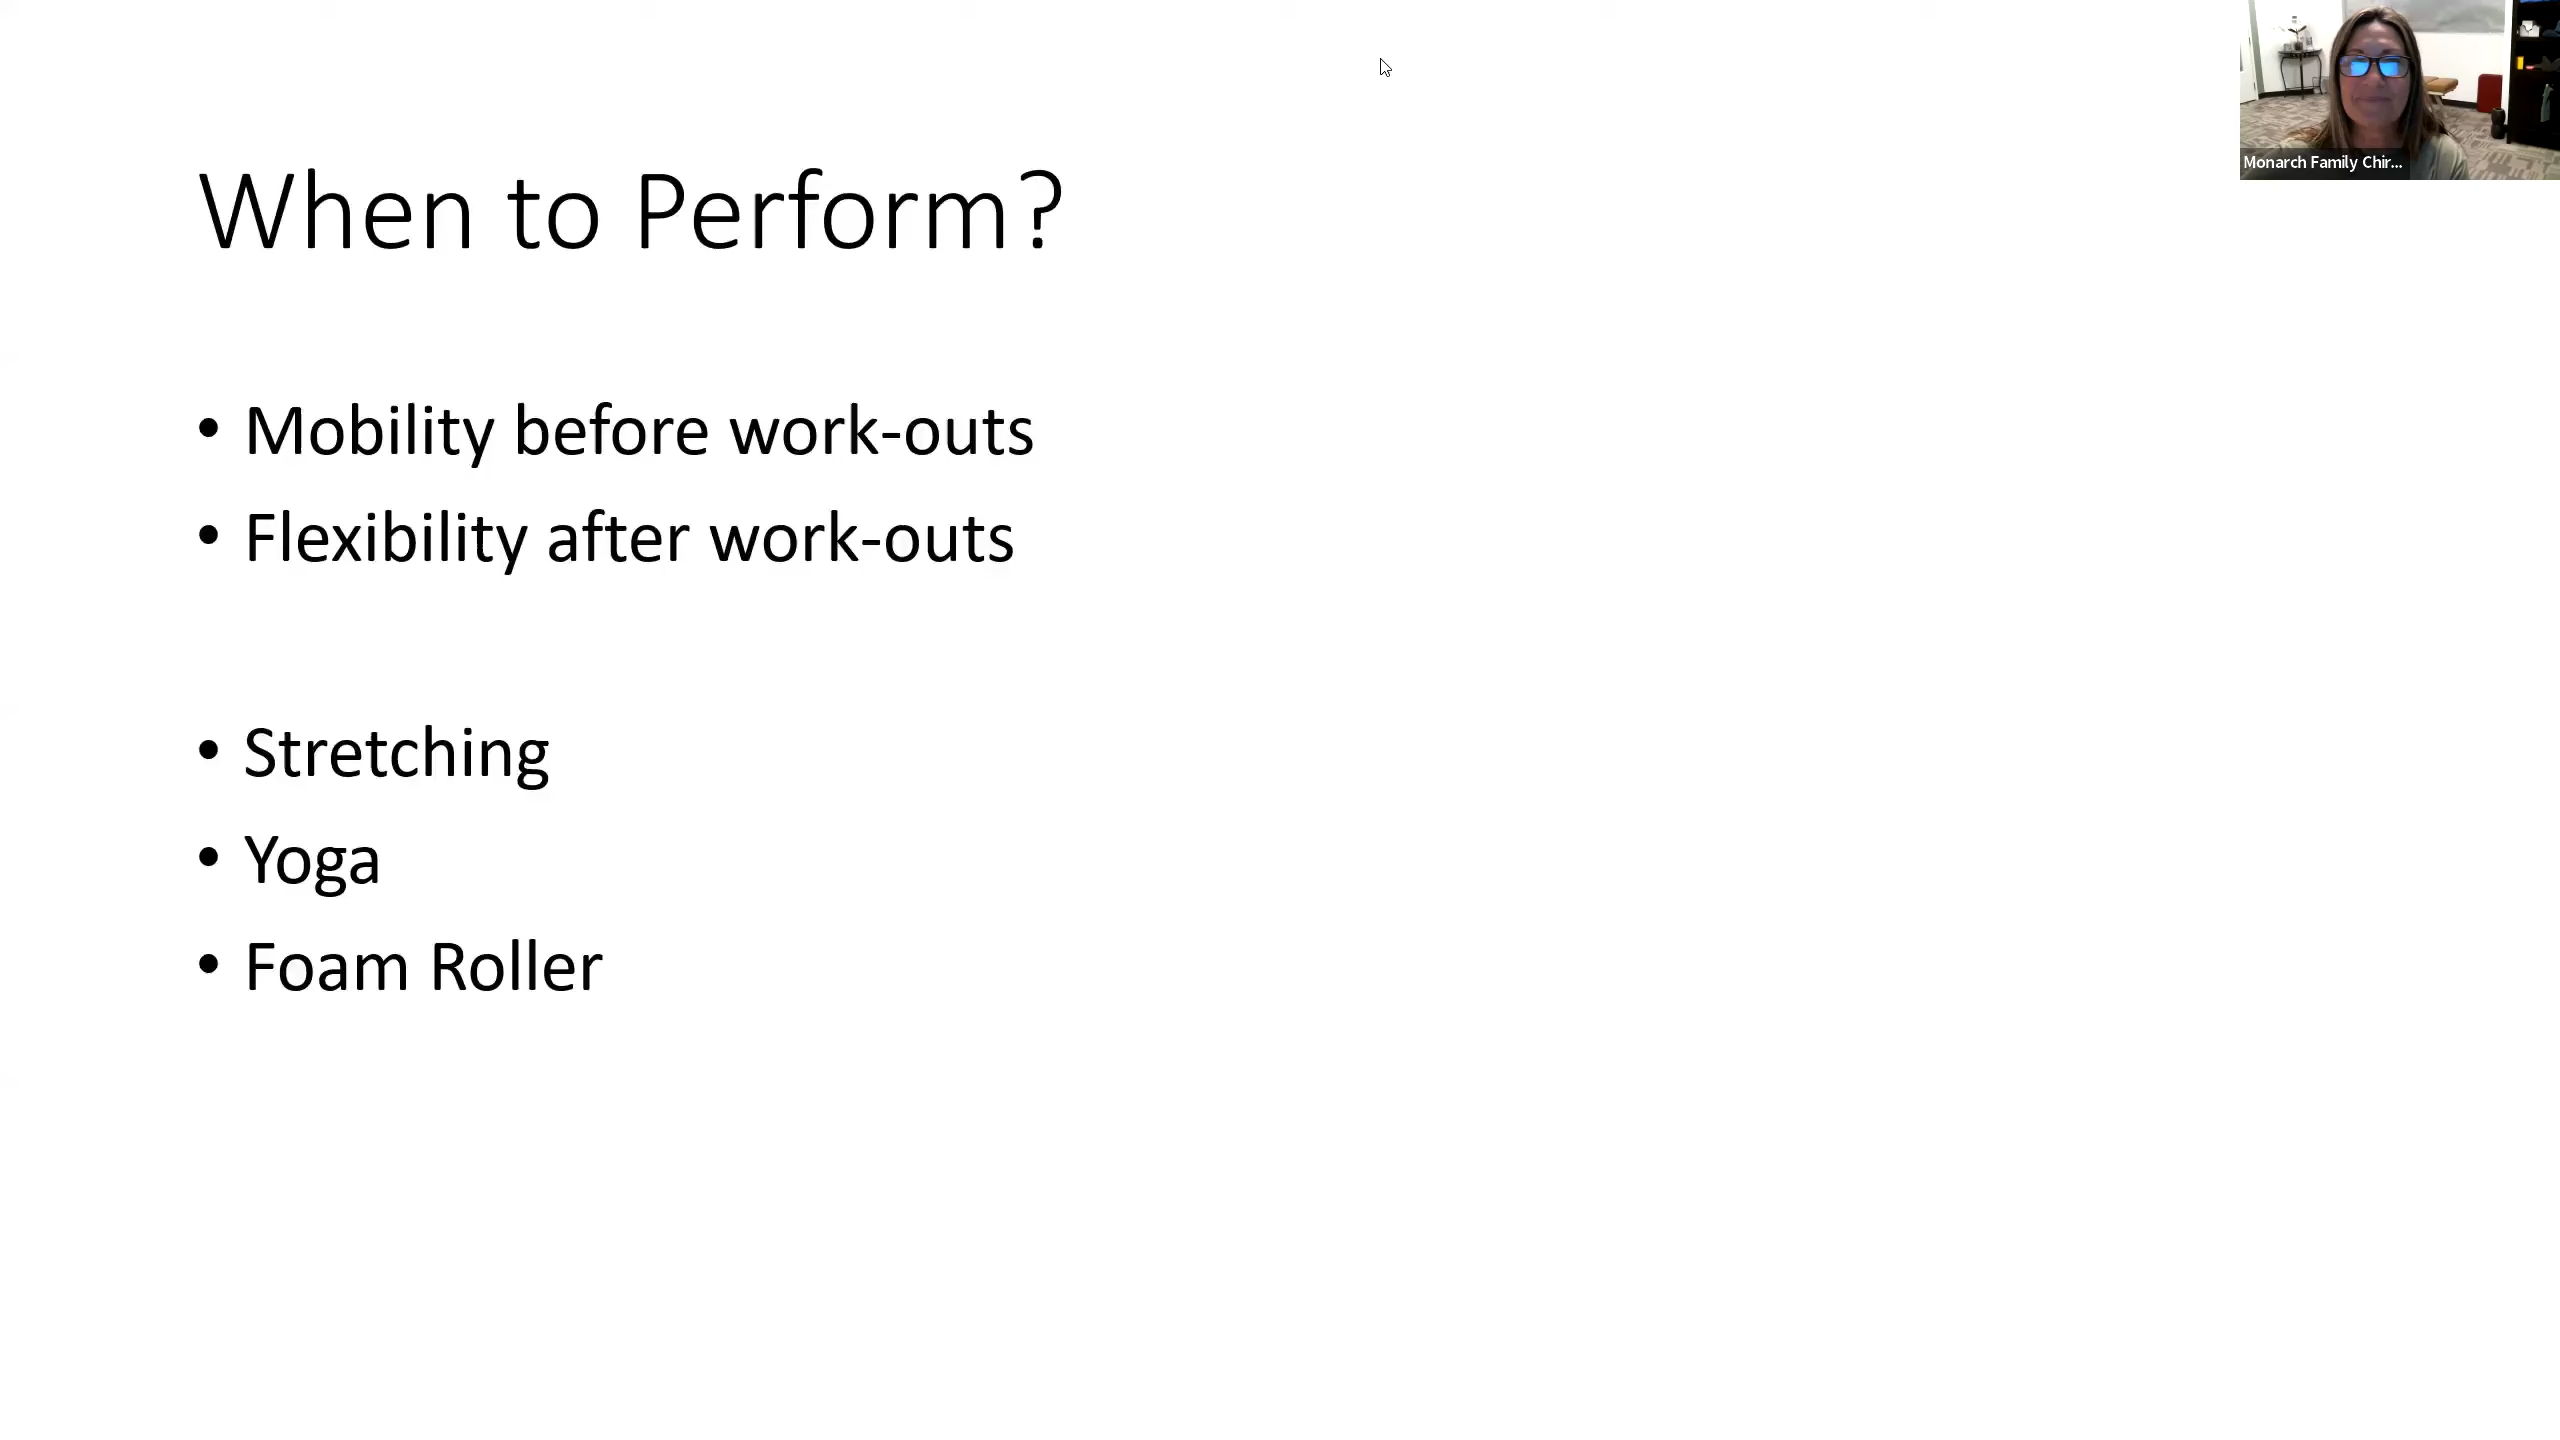 When to Perform?
• Mobility before work-outs
• Flexibility after work-outs
• Stretching
• Yoga
• Foam Roller
Monarch Family Chir...